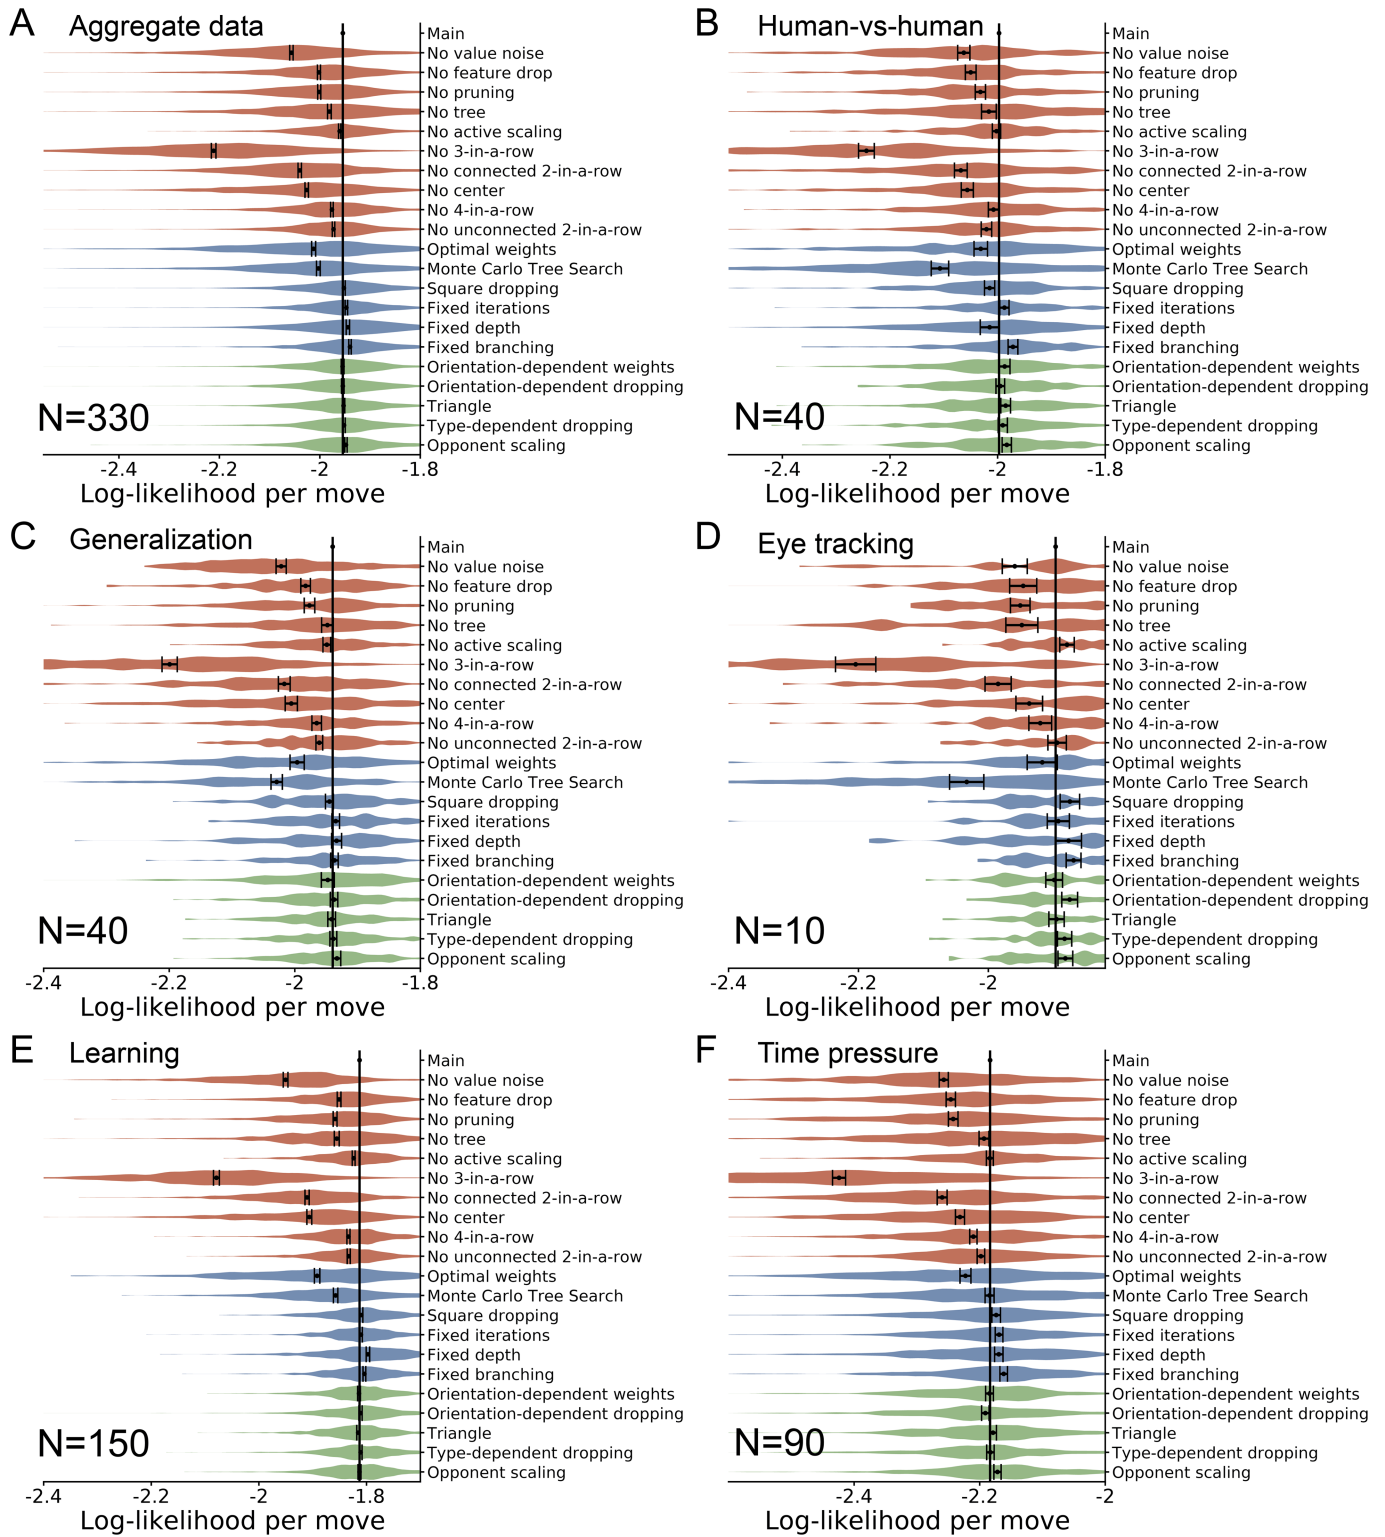 A Aggregate data
Main
No value noise
No feature drop
No pruning
No tree
No active scaling
No 3-in-a-row
No connected 2-in-a-row
No center
No 4-in-a-row
No unconnected 2-in-a-row
Optimal weights
Monte Carlo Tree Search
Square dropping
Fixed iterations
Fixed depth
Fixed branching
Orientation-dependent weights
Orientation-dependent dropping
Triangle
Type-dependent dropping
Opponent scaling
N=330
-2.4 -2.2 -2 -1.8
Log-likelihood per move
B Human-vs-human
Main
No value noise
No feature drop
No pruning
No tree
No active scaling
No 3-in-a-row
No connected 2-in-a-row
No center
No 4-in-a-row
No unconnected 2-in-a-row
Optimal weights
Monte Carlo Tree Search
Square dropping
Fixed iterations
Fixed depth
Fixed branching
Orientation-dependent weights
Orientation-dependent dropping
Triangle
Type-dependent dropping
Opponent scaling
N=40
-2.4 -2.2 -2 -1.8
Log-likelihood per move
C Generalization
Main
No value noise
No feature drop
No pruning
No tree
No active scaling
No 3-in-a-row
No connected 2-in-a-row
No center
No 4-in-a-row
No unconnected 2-in-a-row
Optimal weights
Monte Carlo Tree Search
Square dropping
Fixed iterations
Fixed depth
Fixed branching
Orientation-dependent weights
Orientation-dependent dropping
Triangle
Type-dependent dropping
Opponent scaling
N=40
-2.4 -2.2 -2 -1.8
Log-likelihood per move
D Eye tracking
Main
No value noise
No feature drop
No pruning
No tree
No active scaling
No 3-in-a-row
No connected 2-in-a-row
No center
No 4-in-a-row
No unconnected 2-in-a-row
Optimal weights
Monte Carlo Tree Search
Square dropping
Fixed iterations
Fixed depth
Fixed branching
Orientation-dependent weights
Orientation-dependent dropping
Triangle
Type-dependent dropping
Opponent scaling
N=10
-2.4 -2.2 -2
Log-likelihood per move
E Learning
Main
No value noise
No feature drop
No pruning
No tree
No active scaling
No 3-in-a-row
No connected 2-in-a-row
No center
No 4-in-a-row
No unconnected 2-in-a-row
Optimal weights
Monte Carlo Tree Search
Square dropping
Fixed iterations
Fixed depth
Fixed branching
Orientation-dependent weights
Orientation-dependent dropping
Triangle
Type-dependent dropping
Opponent scaling
N=150
-2.4 -2.2 -2 -1.8
Log-likelihood per move
F Time pressure
Main
No value noise
No feature drop
No pruning
No tree
No active scaling
No 3-in-a-row
No connected 2-in-a-row
No center
No 4-in-a-row
No unconnected 2-in-a-row
Optimal weights
Monte Carlo Tree Search
Square dropping
Fixed iterations
Fixed depth
Fixed branching
Orientation-dependent weights
Orientation-dependent dropping
Triangle
Type-dependent dropping
Opponent scaling
N=90
-2.4 -2.2 -2
Log-likelihood per move